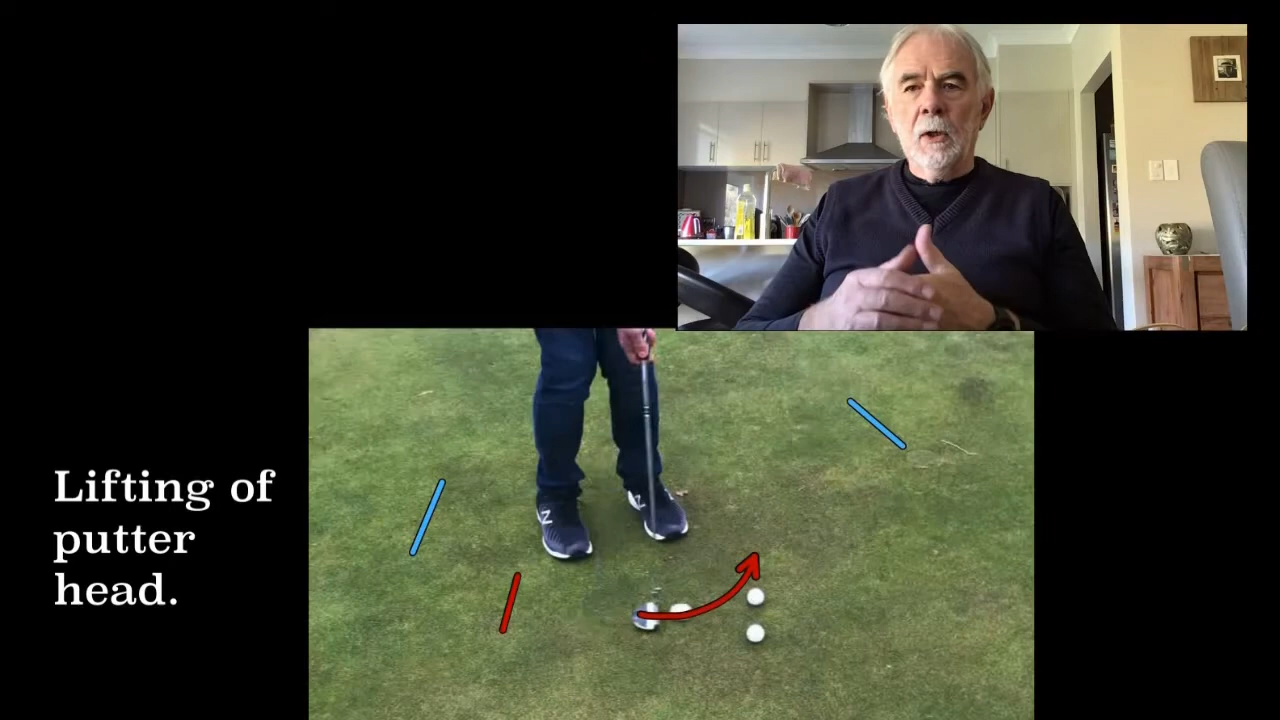 Lifting of
putter
head.
N
N